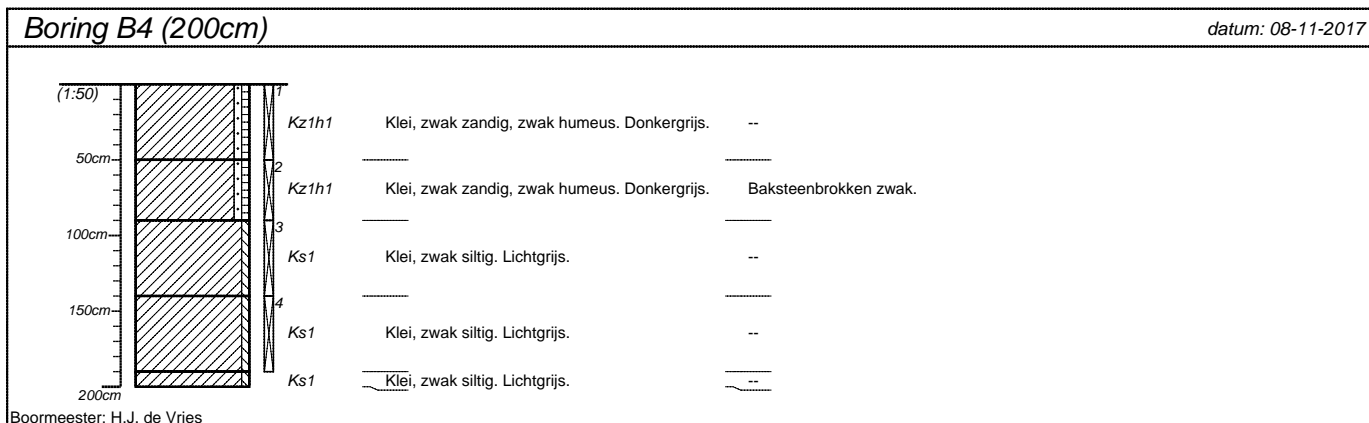 Boring B4 (200cm) datum: 08-11-2017
(1:50) 1
Kz1h1 Klei, zwak zandig, zwak humeus. Donkergrijs. --
50cm 2
Kz1h1 Klei, zwak zandig, zwak humeus. Donkergrijs. Baksteenbrokken zwak.
100cm 3
Ks1 Klei, zwak siltig. Lichtgrijs. --
150cm 4
Ks1 Klei, zwak siltig. Lichtgrijs. --
Ks1 Klei, zwak siltig. Lichtgrijs. --
200cm
Boormeester: H.J. de Vries